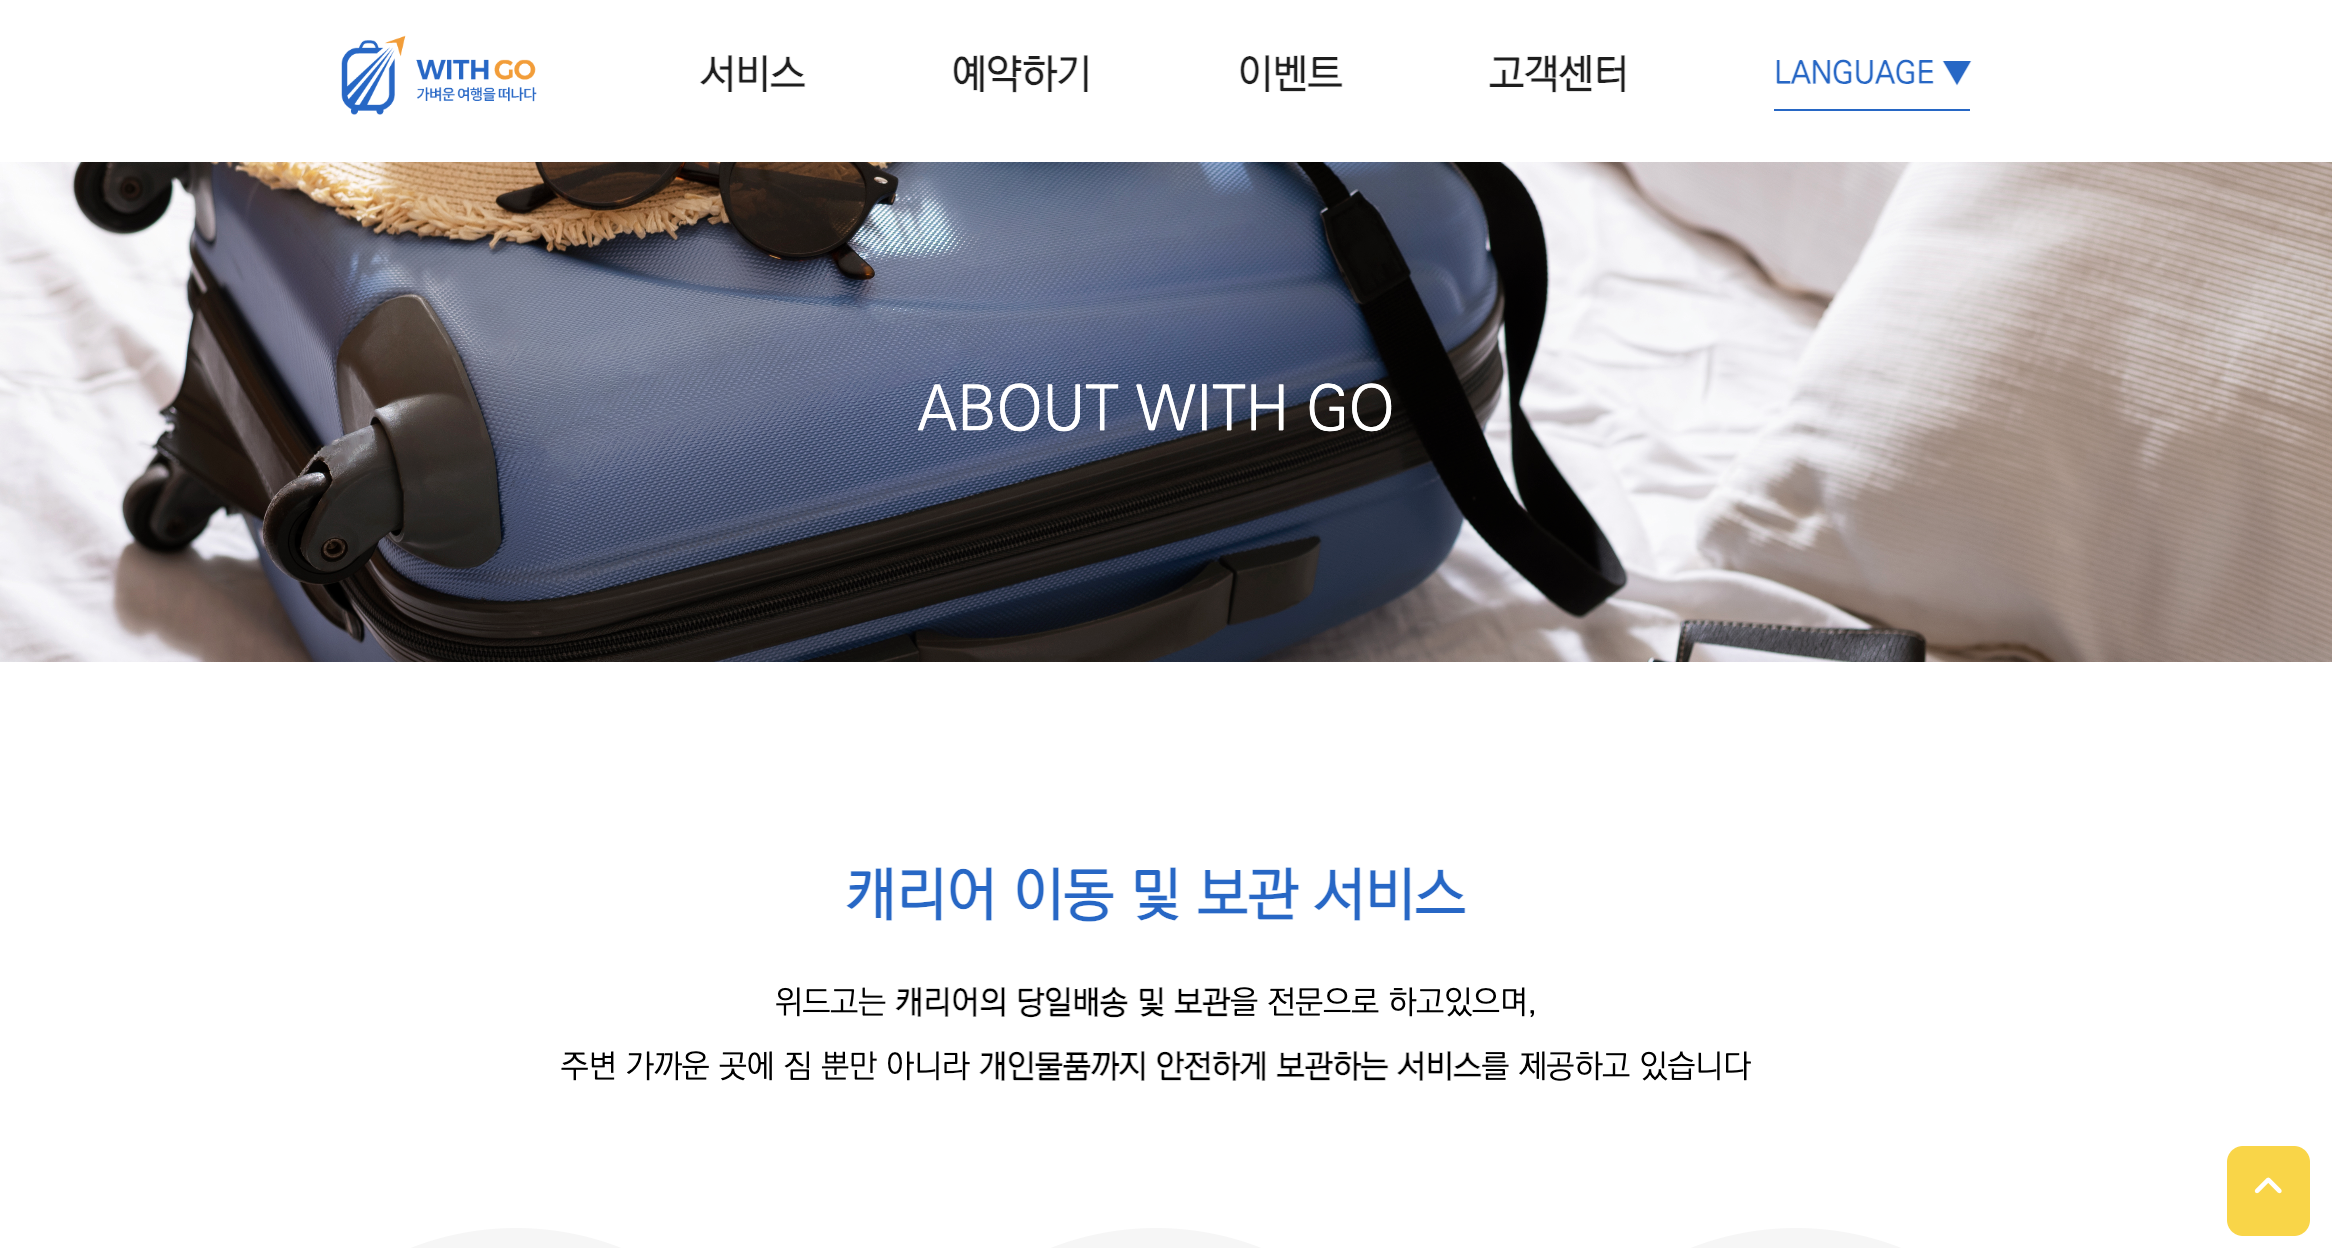 WITH GO
가벼운 여행을 떠나다
서비스
예약하기
이벤트
고객센터
LANGUAGE ▼
ABOUT WITH GO
캐리어 이동 및 보관 서비스
위드고는 캐리어의 당일배송 및 보관을 전문으로 하고있으며,
주변 가까운 곳에 짐 뿐만 아니라 개인물품까지 안전하게 보관하는 서비스를 제공하고 있습니다